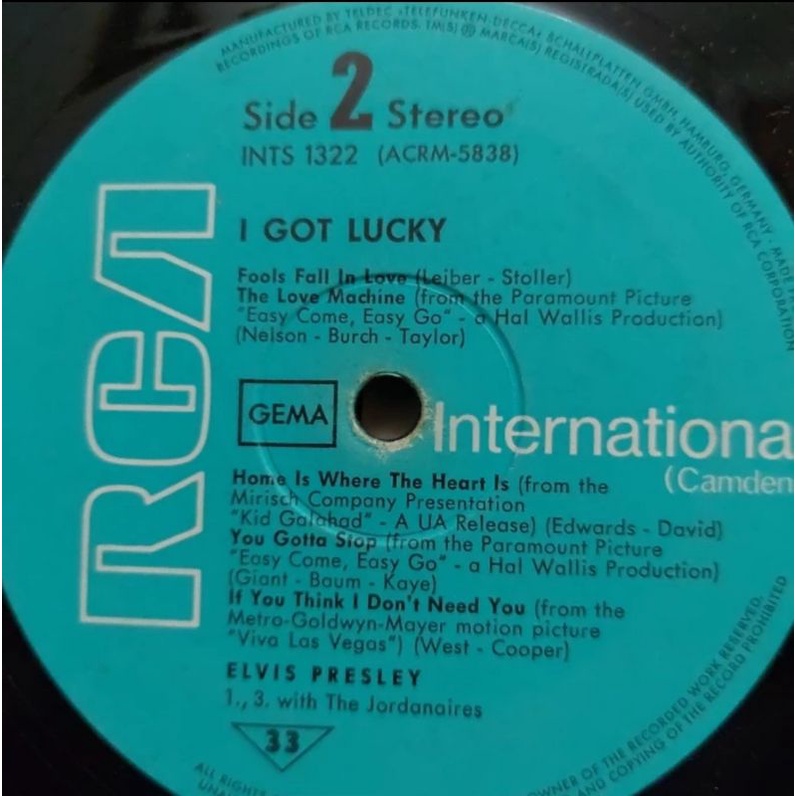 MANUFACTURED BY TELDEC »TELEFUNKEN-DECCA« SCHALLPLATTEN GMBH, HAMBURG, GERMANY · MADE
RECORDINGS OF RCA RECORDS. TM(S) ® MARCA(S) REGISTRADA(S) USED BY AUTHORITY OF RCA CORPORATION
Side 2 Stereo
INTS 1322 (ACRM-5838)
RCA
I GOT LUCKY
Fools Fall In Love (Leiber - Stoller)
The Love Machine (from the Paramount Picture
"Easy Come, Easy Go" - a Hal Wallis Production)
(Nelson - Burch - Taylor)
GEMA
Internationa
(Camden
Home Is Where The Heart Is (from the
Mirisch Company Presentation
"Kid Galahad" - A UA Release) (Edwards - David)
You Gotta Stop (from the Paramount Picture
"Easy Come, Easy Go" - a Hal Wallis Production)
(Giant - Baum - Kaye)
If You Think I Don't Need You (from the
Metro-Goldwyn-Mayer motion picture
"Viva Las Vegas") (West - Cooper)
ELVIS PRESLEY
1., 3. with The Jordanaires
33
ALL RIGHTS
OWNER OF THE RECORDED WORK RESERVED.
AND COPYING OF THE RECORD PROHIBITED